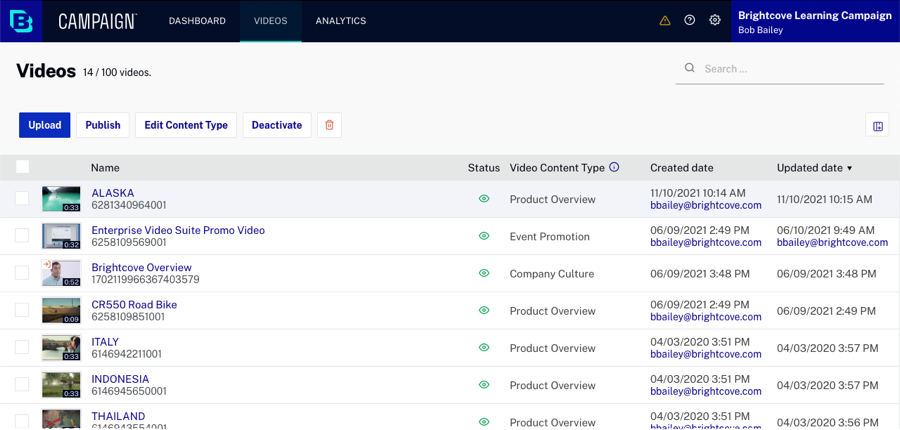 CAMPAIGN
DASHBOARD
VIDEOS
ANALYTICS
Brightcove Learning Campaign
Bob Bailey
Videos 14 / 100 videos.
Search ...
Upload
Publish
Edit Content Type
Deactivate
Name Status Video Content Type Created date Updated date
0:33
ALASKA
6281340964001
Product Overview
11/10/2021 10:14 AM
bbailey@brightcove.com
11/10/2021 10:15 AM
0:32
Enterprise Video Suite Promo Video
6258109569001
Event Promotion
06/09/2021 2:49 PM
bbailey@brightcove.com
06/10/2021 9:49 AM
bbailey@brightcove.com
0:52
Brightcove Overview
1702119966367403579
Company Culture
06/09/2021 3:48 PM
06/09/2021 3:48 PM
0:09
CR550 Road Bike
6258109851001
Product Overview
06/09/2021 2:49 PM
bbailey@brightcove.com
06/09/2021 2:49 PM
0:33
ITALY
6146942211001
Product Overview
04/03/2020 3:51 PM
bbailey@brightcove.com
04/03/2020 3:57 PM
0:33
INDONESIA
6146945650001
Product Overview
04/03/2020 3:51 PM
bbailey@brightcove.com
04/03/2020 3:57 PM
0:33
THAILAND
6146943554001
Product Overview
04/03/2020 3:51 PM
bbailey@brightcove.com
04/03/2020 3:56 PM